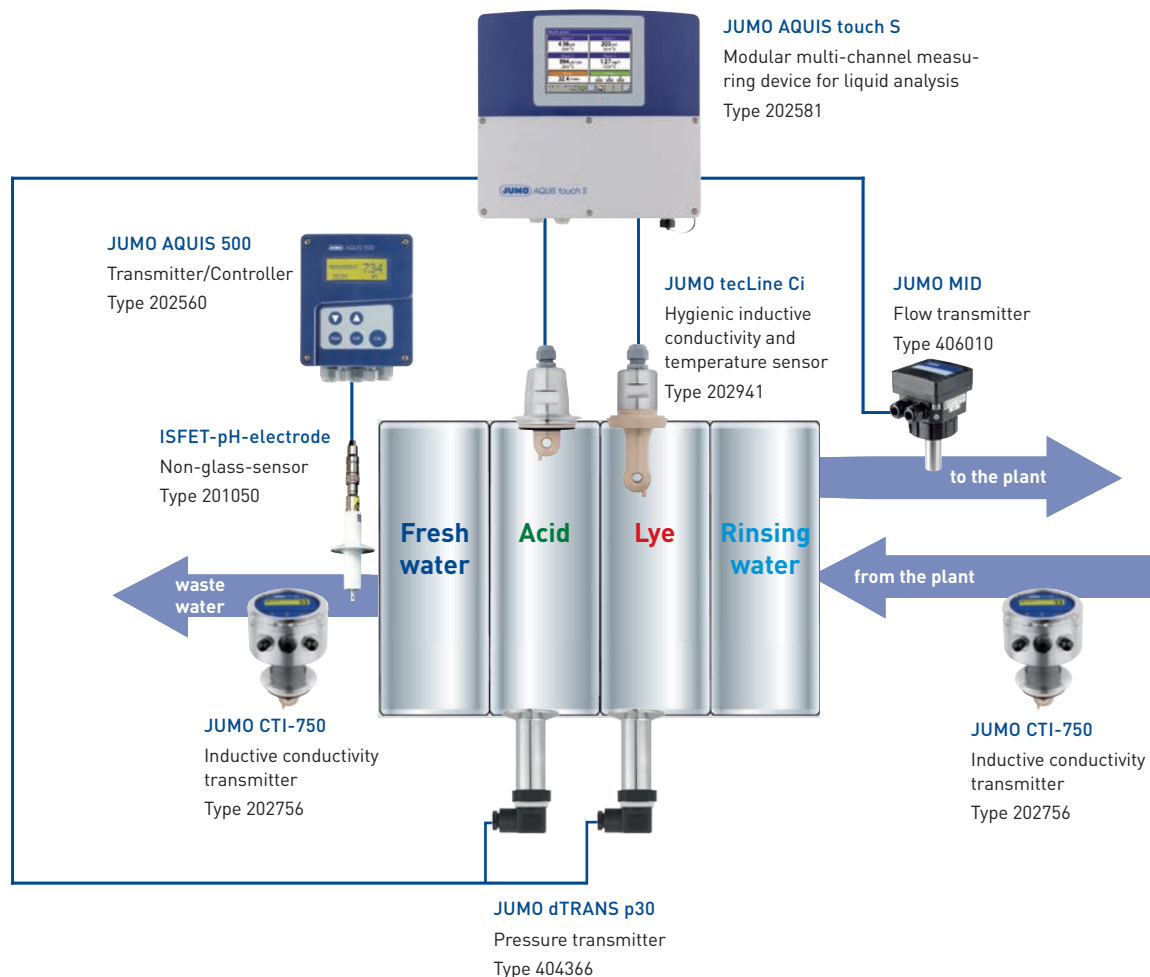 JUMO AQUIS touch S
Modular multi-channel measu-
ring device for liquid analysis
Type 202581
JUMO AQUIS touch S
JUMO AQUIS 500
Transmitter/Controller
Type 202560
JUMO AQUIS 500
JUMO tecLine Ci
Hygienic inductive
conductivity and
temperature sensor
Type 202941
JUMO MID
Flow transmitter
Type 406010
ISFET-pH-electrode
Non-glass-sensor
Type 201050
to the plant
Fresh
water
Acid
Lye
Rinsing
water
waste
water
from the plant
JUMO CTI-750
Inductive conductivity
transmitter
Type 202756
JUMO CTI-750
Inductive conductivity
transmitter
Type 202756
JUMO dTRANS p30
Pressure transmitter
Type 404366